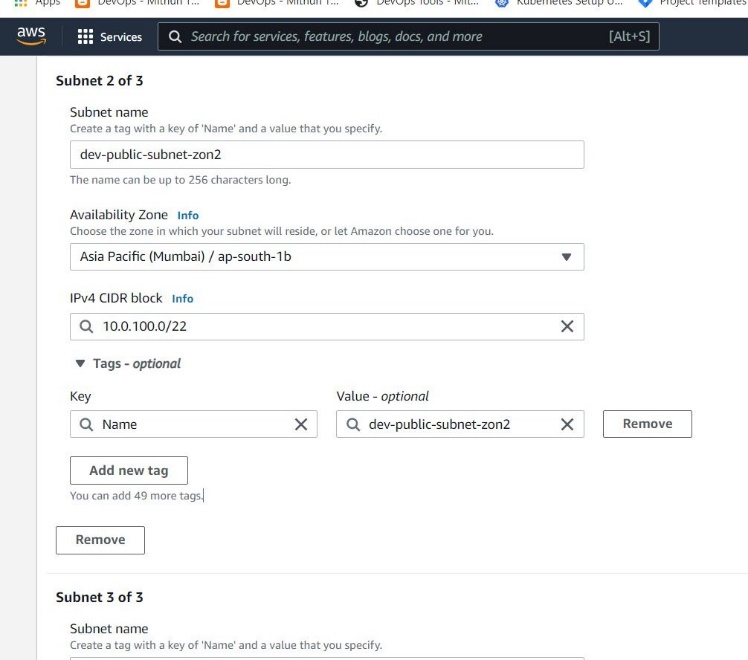 Apps DevOps - Mithun T... DevOps - Mithun T... DevOps Tools - Mit... Kubernetes Setup U... Project Templates
aws Services Search for services, features, blogs, docs, and more [Alt+S]
Subnet 2 of 3
Subnet name
Create a tag with a key of 'Name' and a value that you specify.
dev-public-subnet-zon2
The name can be up to 256 characters long.
Availability Zone Info
Choose the zone in which your subnet will reside, or let Amazon choose one for you.
Asia Pacific (Mumbai) / ap-south-1b
IPv4 CIDR block Info
10.0.100.0/22
Tags - optional
Key Value - optional
Name dev-public-subnet-zon2 Remove
Add new tag
You can add 49 more tags.
Remove
Subnet 3 of 3
Subnet name
Create a tag with a key of 'Name' and a value that you specify.